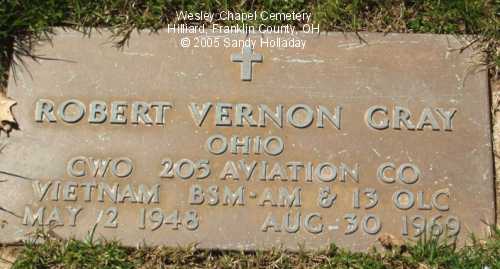 Wesley Chapel Cemetery
Hilliard, Franklin County, OH
© 2005 Sandy Holladay
ROBERT VERNON GRAY
OHIO
CWO 205 AVIATION CO
VIETNAM BSM·AM & 13 OLC
MAY 2 1948 AUG·30 1969